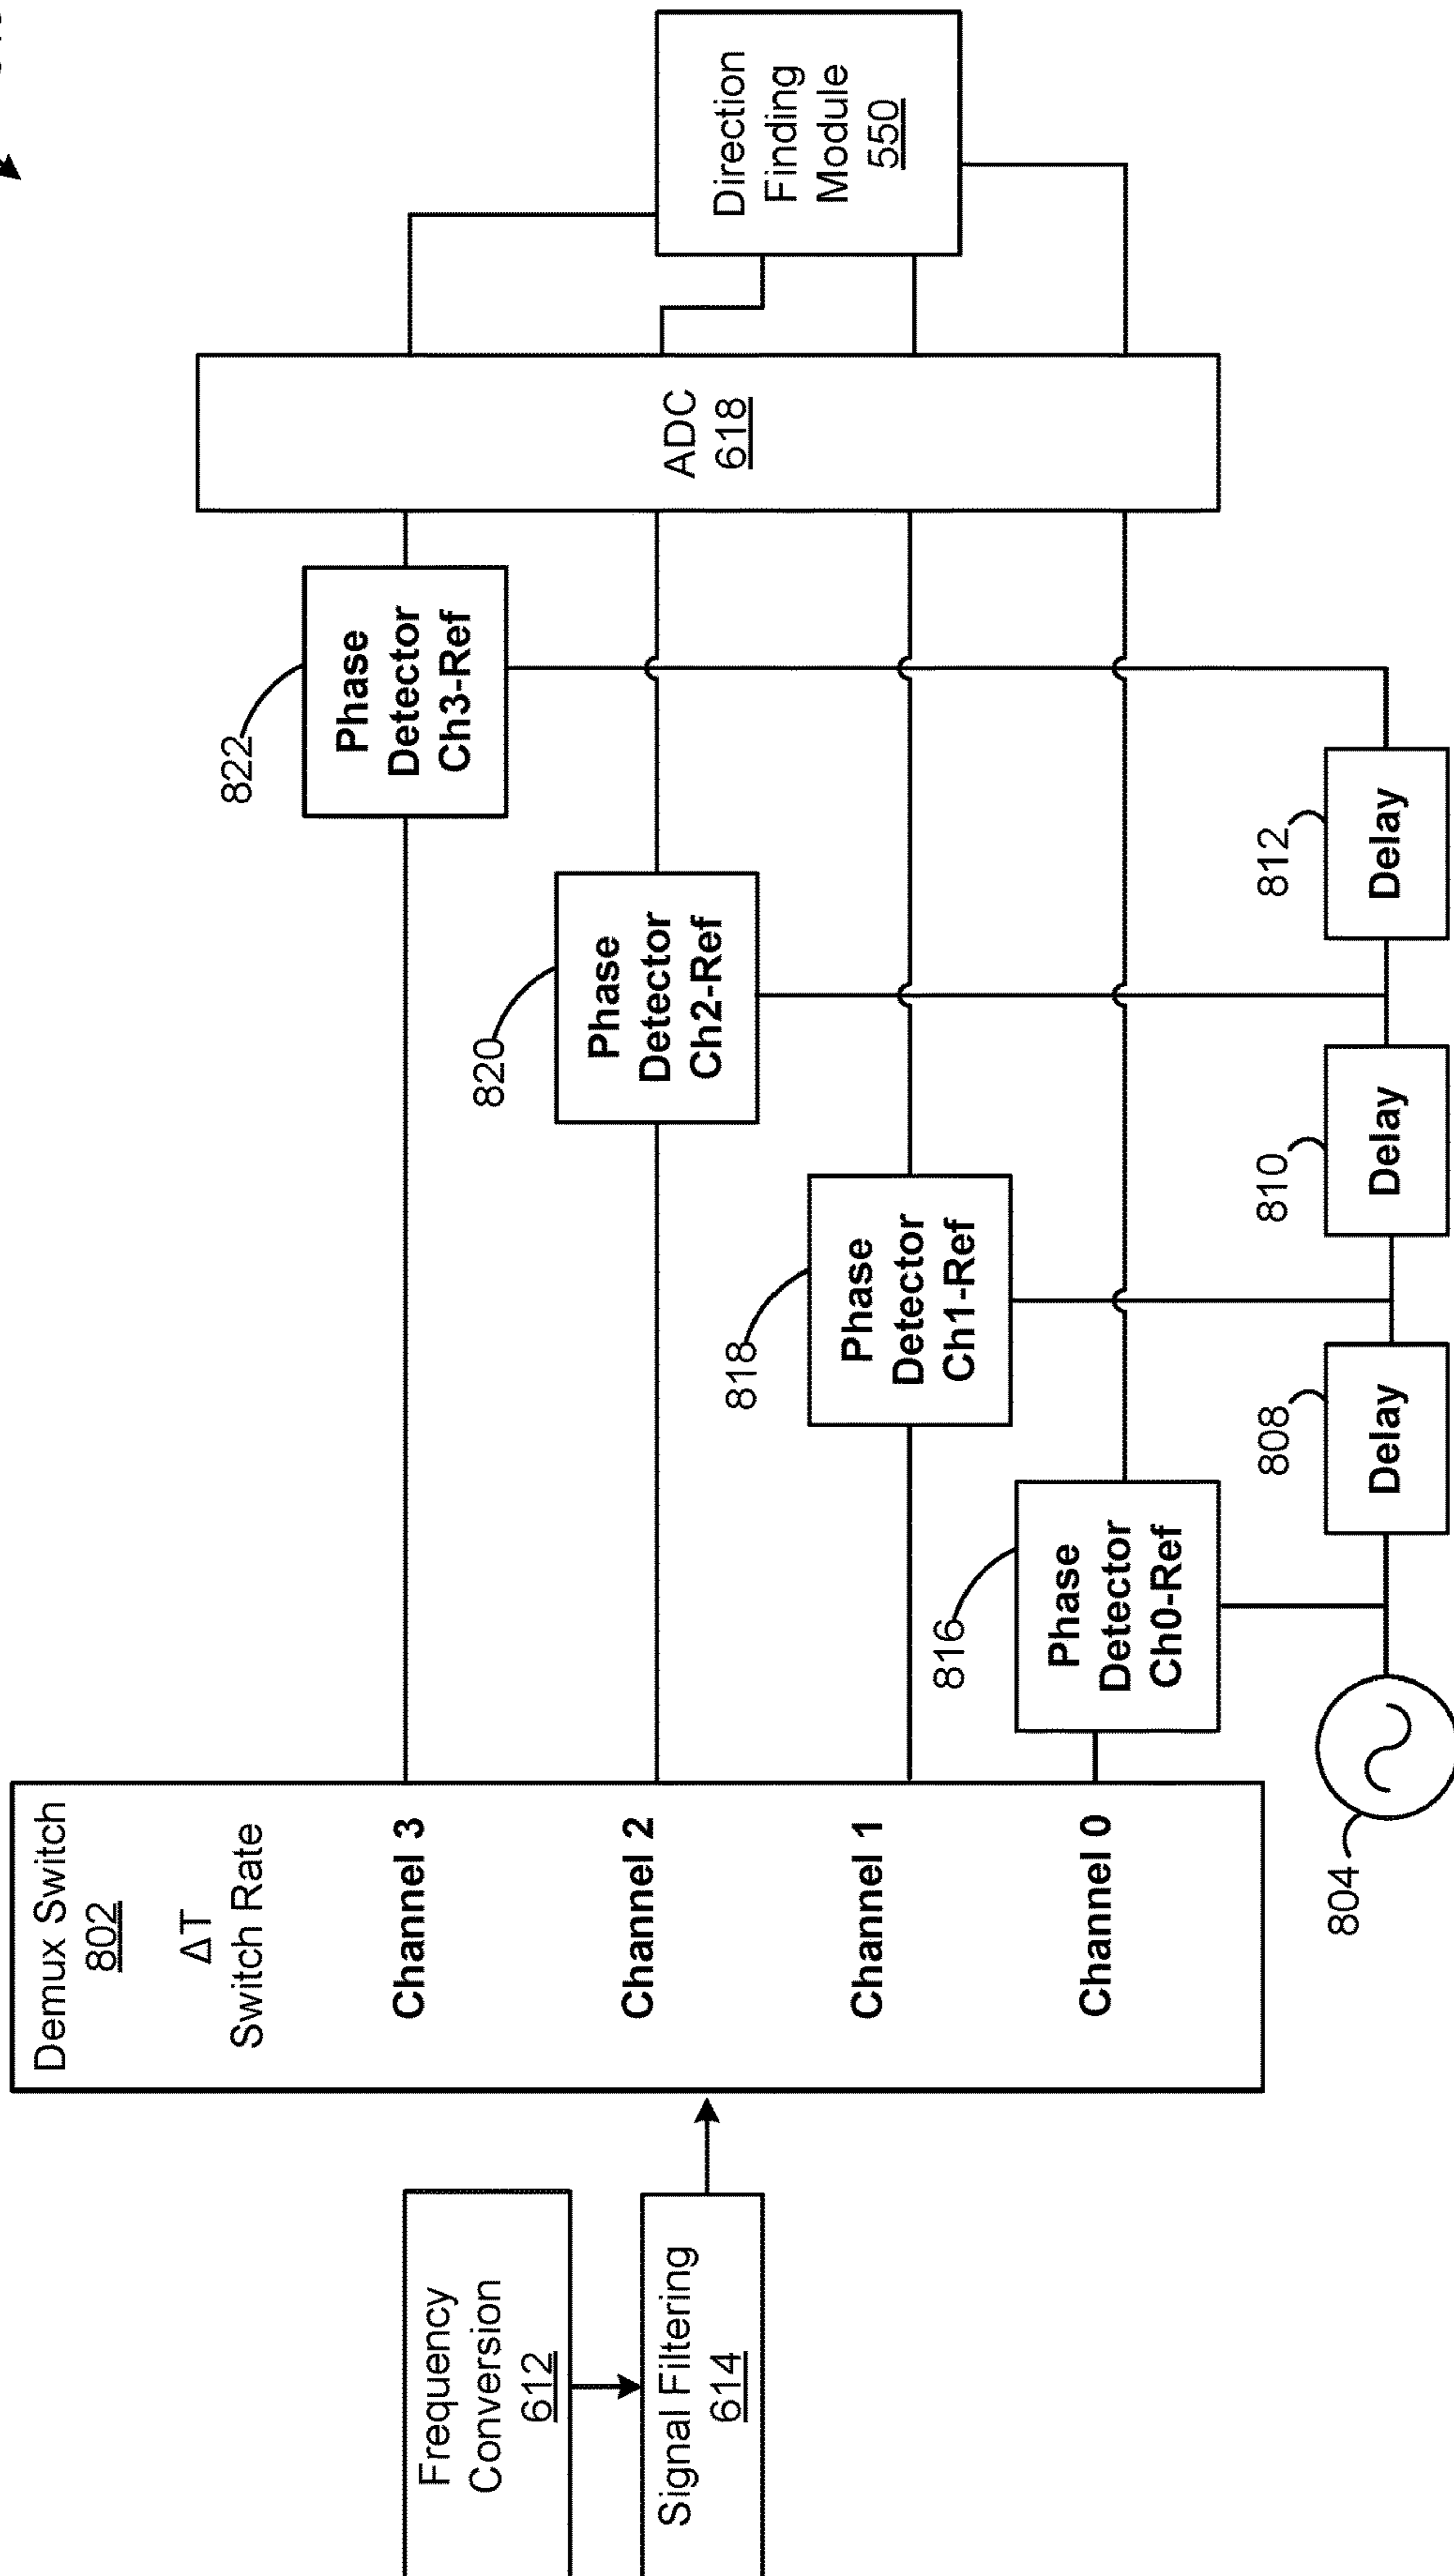 Frequency
Conversion
612
Signal Filtering
614
Demux Switch
802
ΔT
Switch Rate
Channel 3
Channel 2
Channel 1
Channel 0
804
816
Phase
Detector
Ch0-Ref
818
Phase
Detector
Ch1-Ref
820
Phase
Detector
Ch2-Ref
822
Phase
Detector
Ch3-Ref
808
Delay
810
Delay
812
Delay
ADC
618
Direction
Finding
Module
550